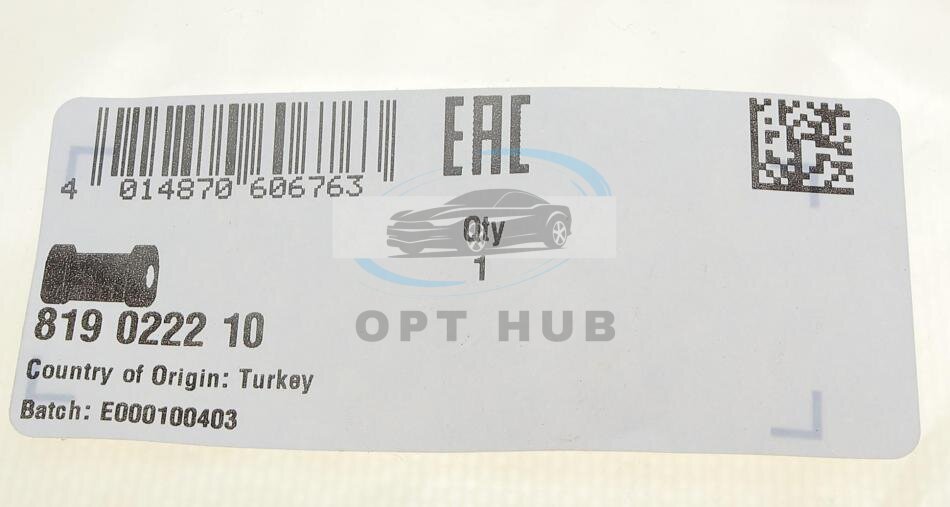 4 014870 606763
EAC
Qty
1
OPT HUB
819 0222 10
Country of Origin: Turkey
Batch: E000100403